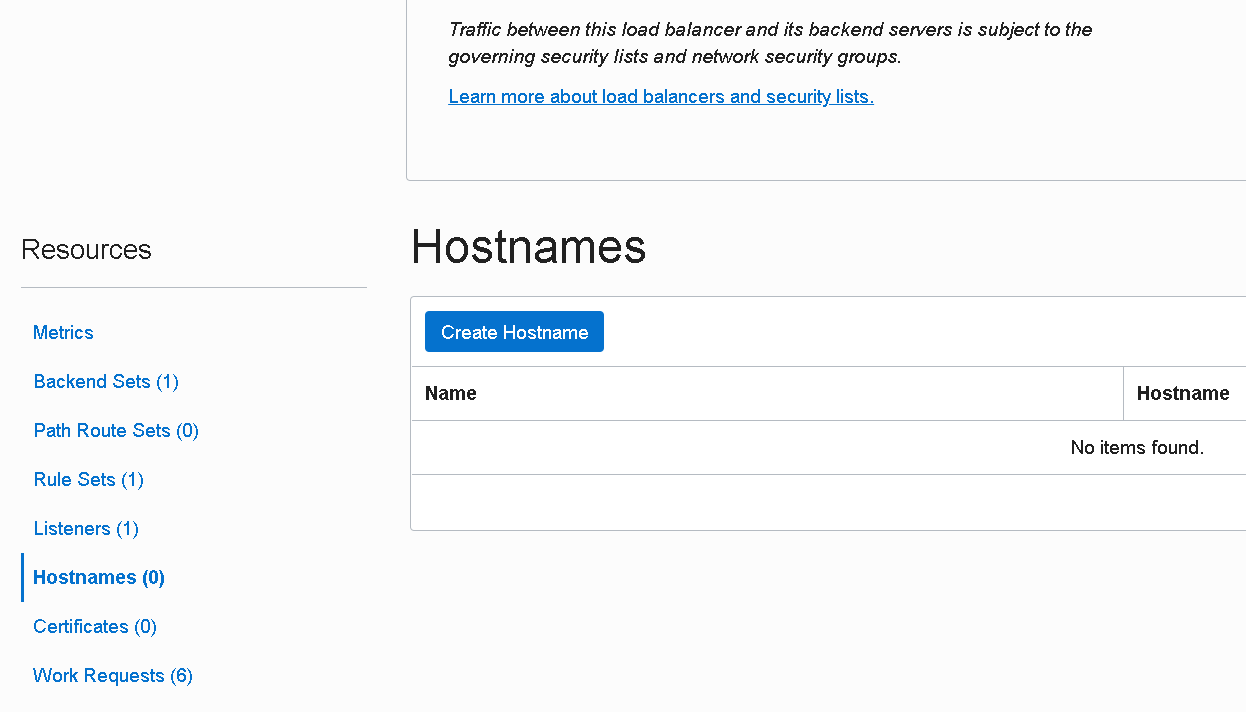 Traffic between this load balancer and its backend servers is subject to the
governing security lists and network security groups.
Learn more about load balancers and security lists.
Resources
Metrics
Backend Sets (1)
Path Route Sets (0)
Rule Sets (1)
Listeners (1)
Hostnames (0)
Certificates (0)
Work Requests (6)
Hostnames
Create Hostname
Name
Hostname
No items found.